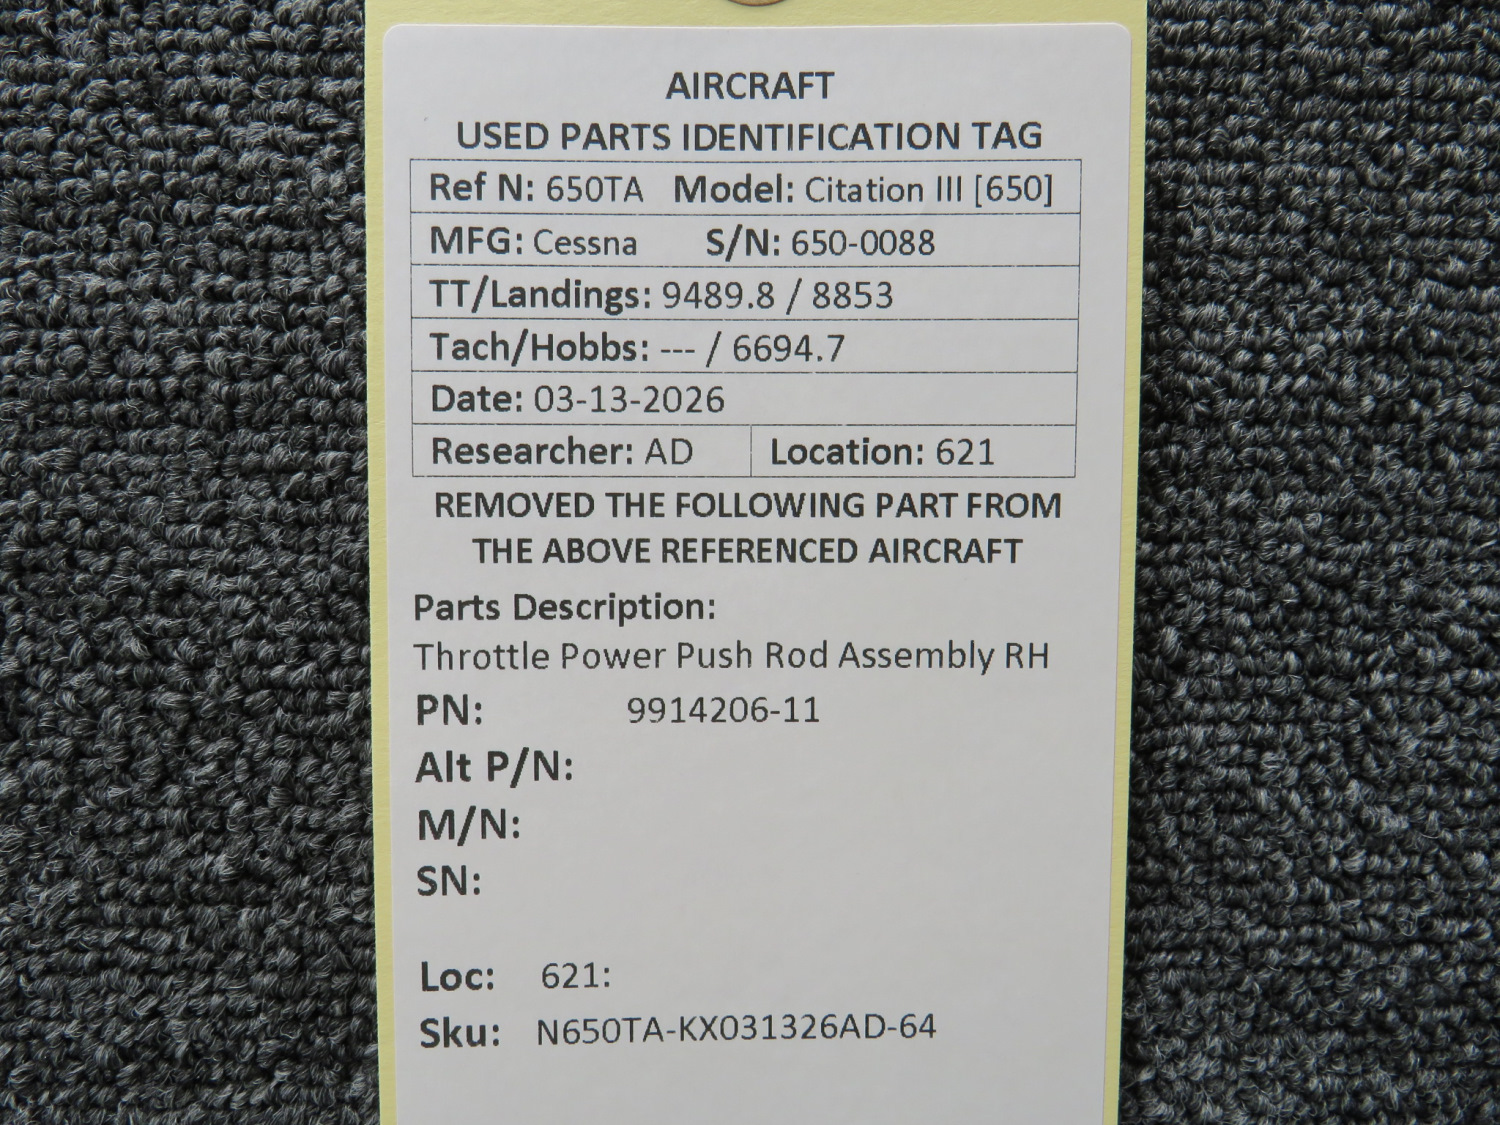 AIRCRAFT
USED PARTS IDENTIFICATION TAG
Ref N: 650TA Model: Citation III [650]
MFG: Cessna S/N: 650-0088
TT/Landings: 9489.8 / 8853
Tach/Hobbs: --- / 6694.7
Date: 03-13-2026
Researcher: AD Location: 621
REMOVED THE FOLLOWING PART FROM
THE ABOVE REFERENCED AIRCRAFT
Parts Description:
Throttle Power Push Rod Assembly RH
PN: 9914206-11
Alt P/N:
M/N:
SN:
Loc: 621:
Sku: N650TA-KX031326AD-64